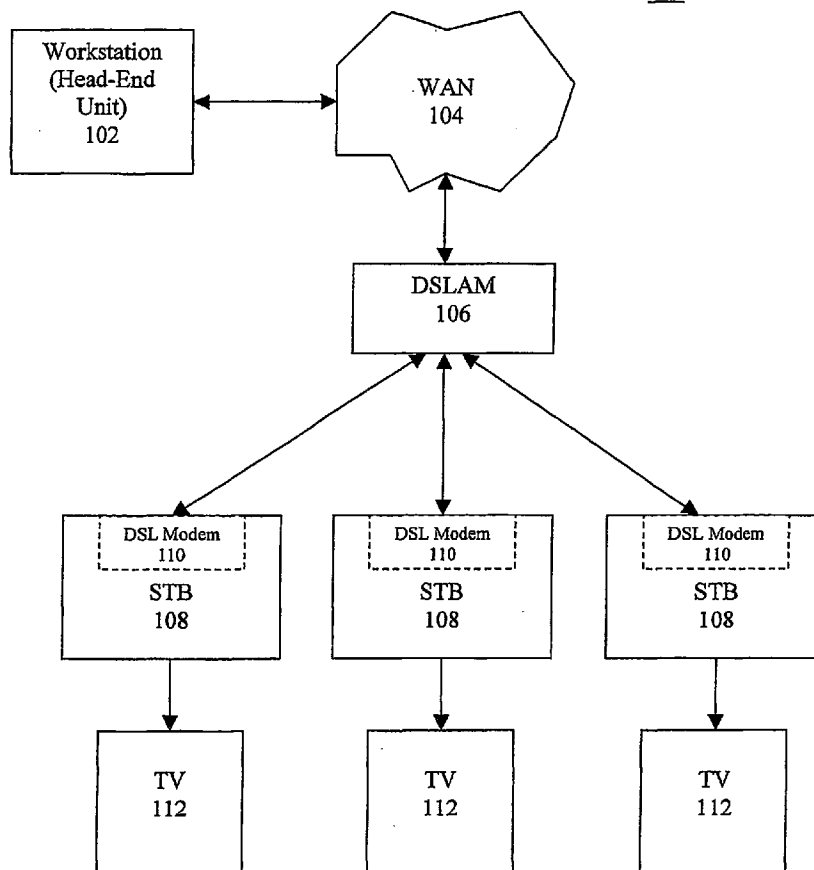 Workstation
(Head-End
Unit)
102
WAN
104
DSLAM
106
DSL Modem
110
STB
108
DSL Modem
110
STB
108
DSL Modem
110
STB
108
TV
112
TV
112
TV
112